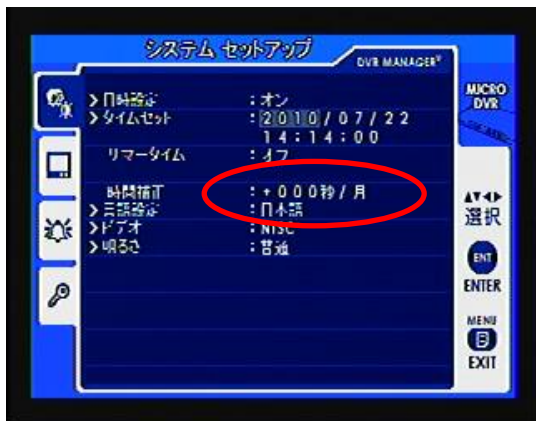 システム セットアップ
DVR MANAGER
MICRO
DVR
> 日時設定 : オン
> タイムセット : 2010/07/22
14:14:00
リマータイム : オフ
時間補正 : +000秒/月
> 言語設定 : 日本語
> ビデオ : NTSC
> 明るさ : 普通
▲▼◀▶
選択
ENT
ENTER
MENU
EXIT